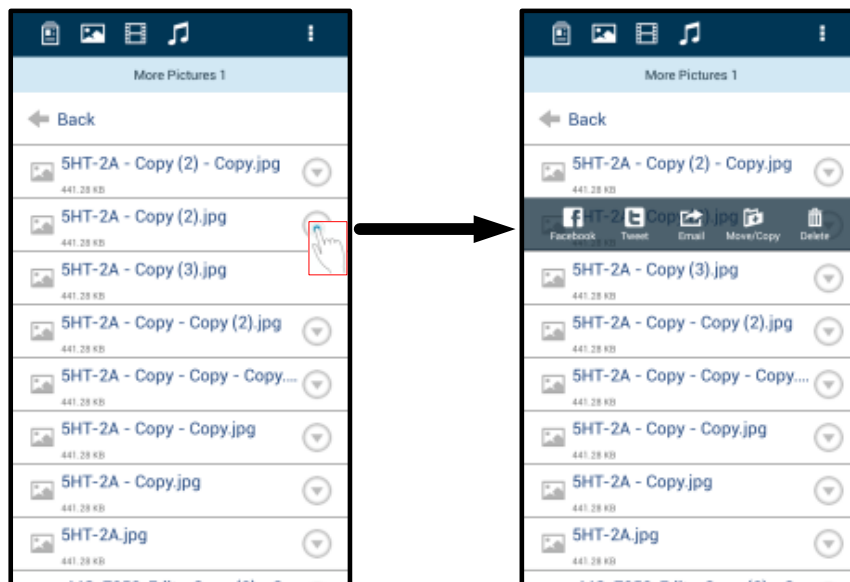 More Pictures 1
Back
5HT-2A - Copy (2) - Copy.jpg
441.28 KB
5HT-2A - Copy (2).jpg
441.28 KB
5HT-2A - Copy (3).jpg
441.28 KB
5HT-2A - Copy - Copy (2).jpg
441.28 KB
5HT-2A - Copy - Copy - Copy....
441.28 KB
5HT-2A - Copy - Copy.jpg
441.28 KB
5HT-2A - Copy.jpg
441.28 KB
5HT-2A.jpg
441.28 KB
More Pictures 1
Back
5HT-2A - Copy (2) - Copy.jpg
Facebook Tweet Email Move/Copy Delete
5HT-2A - Copy (3).jpg
441.28 KB
5HT-2A - Copy - Copy (2).jpg
441.28 KB
5HT-2A - Copy - Copy - Copy....
441.28 KB
5HT-2A - Copy - Copy.jpg
441.28 KB
5HT-2A - Copy.jpg
441.28 KB
5HT-2A.jpg
441.28 KB